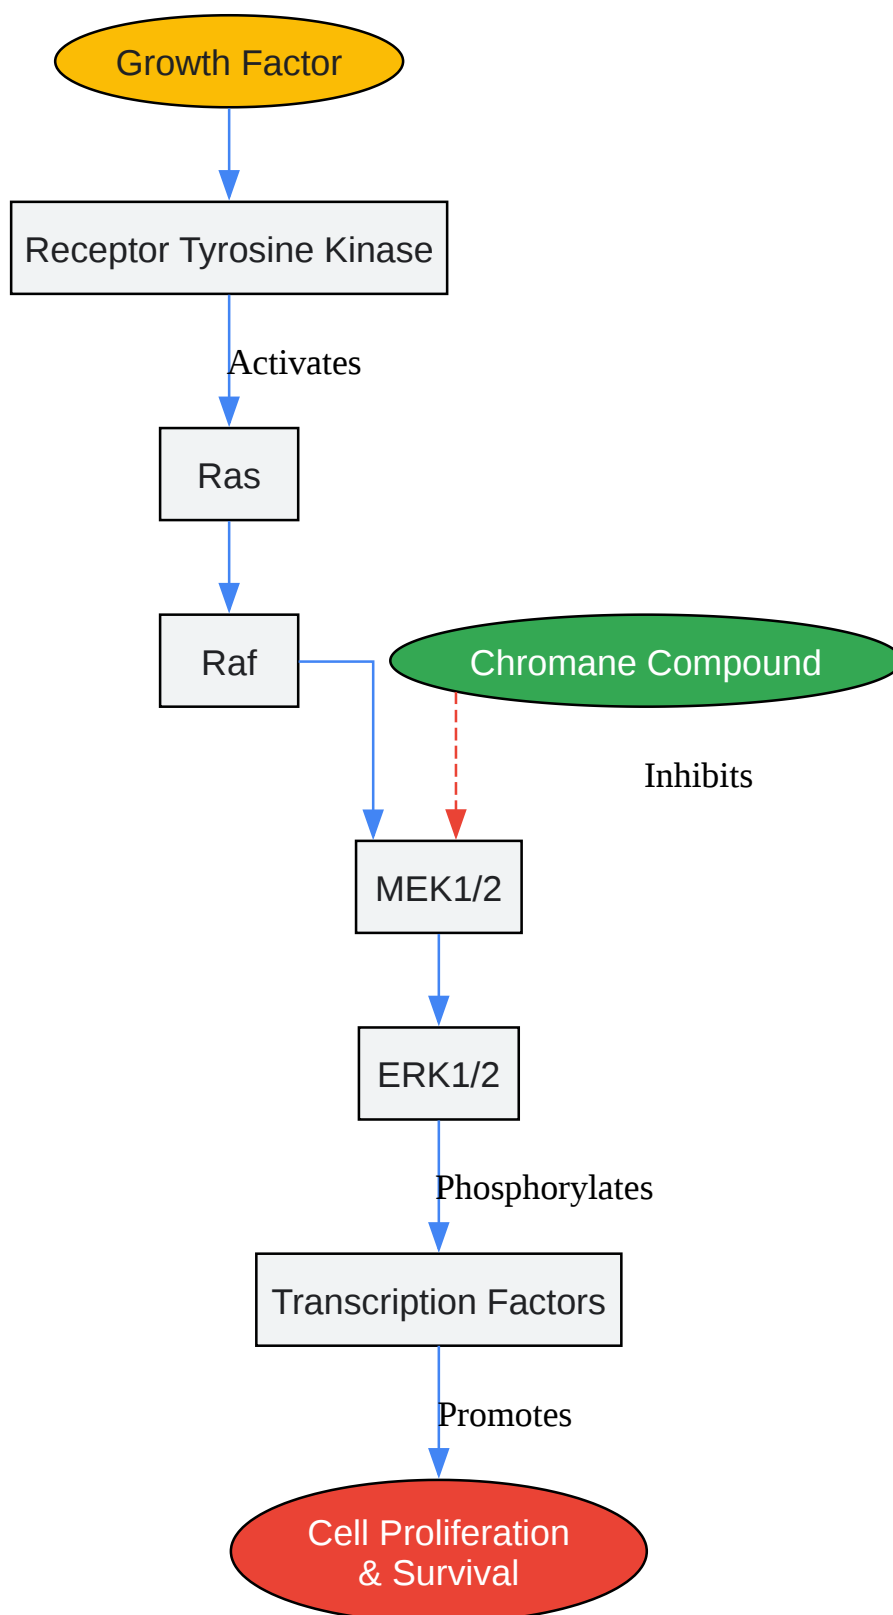 Growth Factor
Receptor Tyrosine Kinase
Activates
Ras
Raf
Chromane Compound
Inhibits
MEK1/2
ERK1/2
Phosphorylates
Transcription Factors
Promotes
Cell Proliferation
& Survival